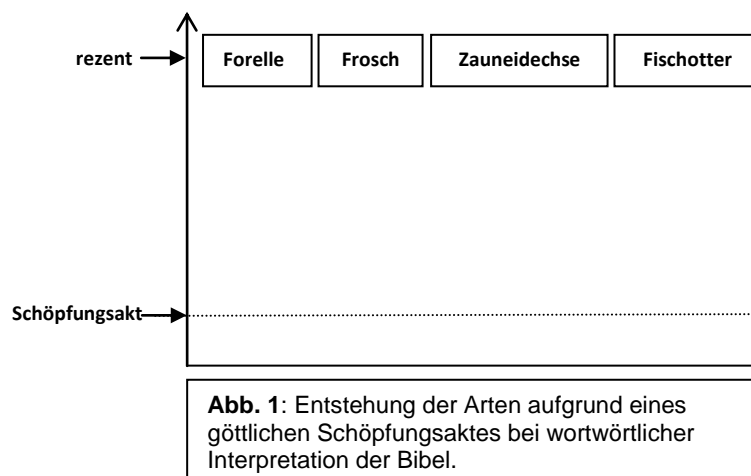 rezent
Forelle Frosch Zauneidechse Fischotter
Schöpfungsakt
Abb. 1: Entstehung der Arten aufgrund eines
göttlichen Schöpfungsaktes bei wortwörtlicher
Interpretation der Bibel.